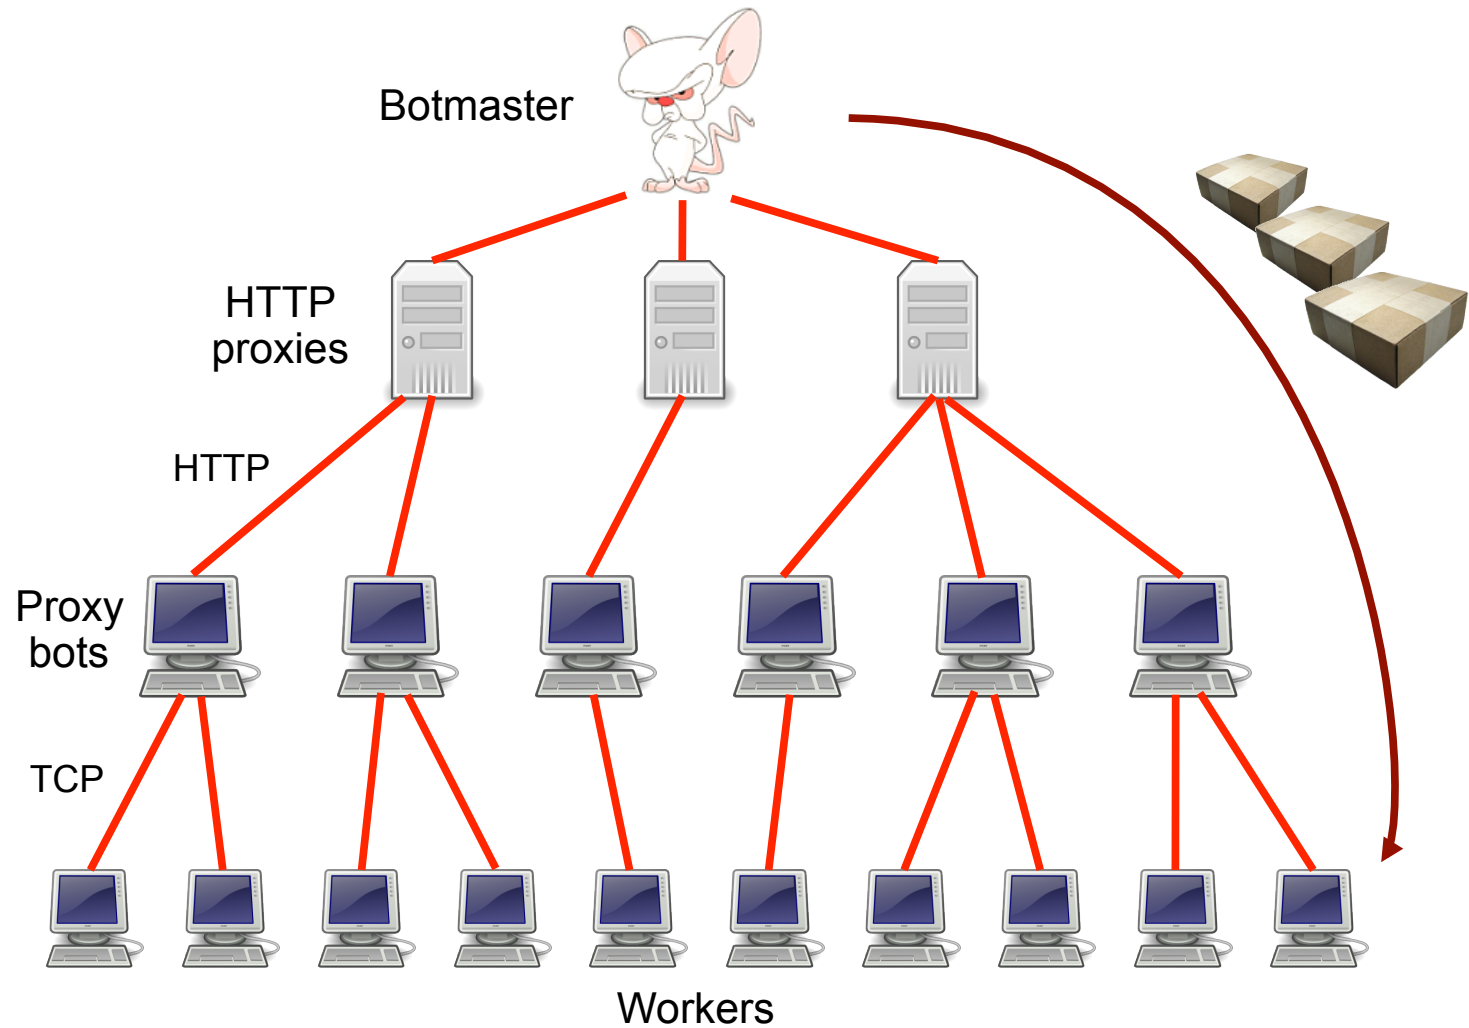 Botmaster
HTTP
proxies
HTTP
Proxy
bots
TCP
Workers